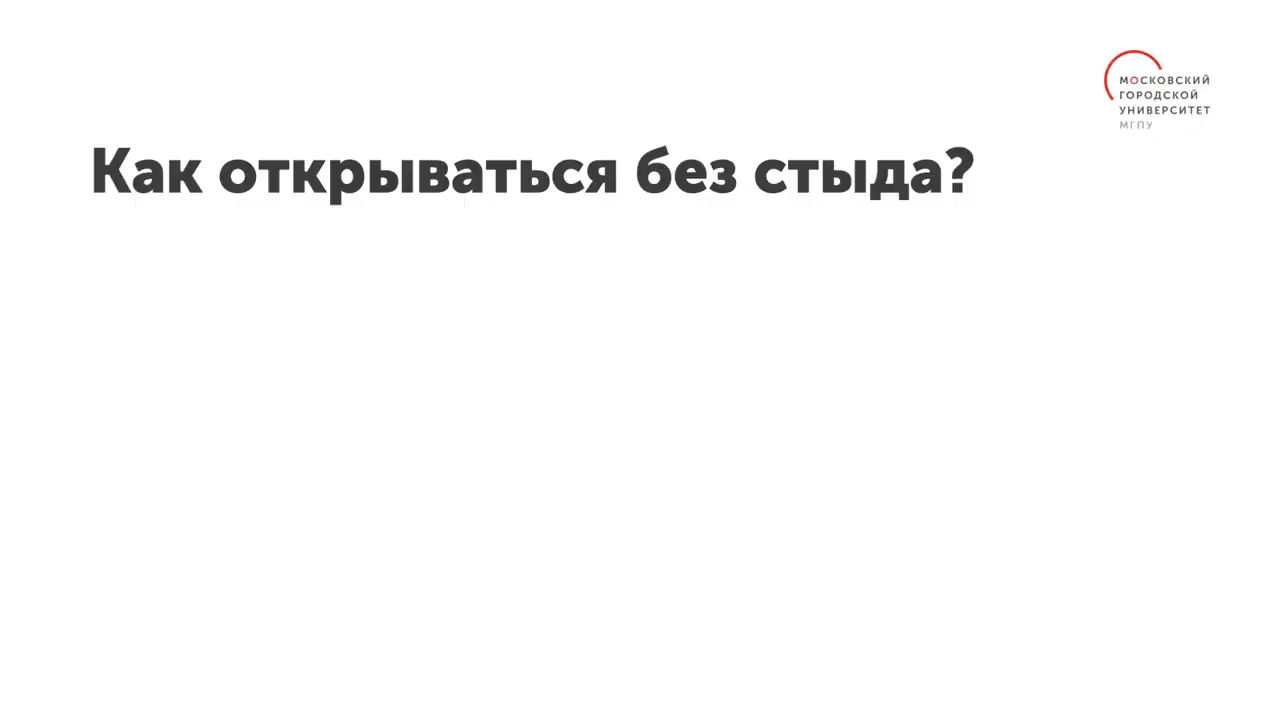 МОСКОВСКИЙ
ГОРОДСКОЙ
УНИВЕРСИТЕТ
МГПУ
Как открываться без стыда?